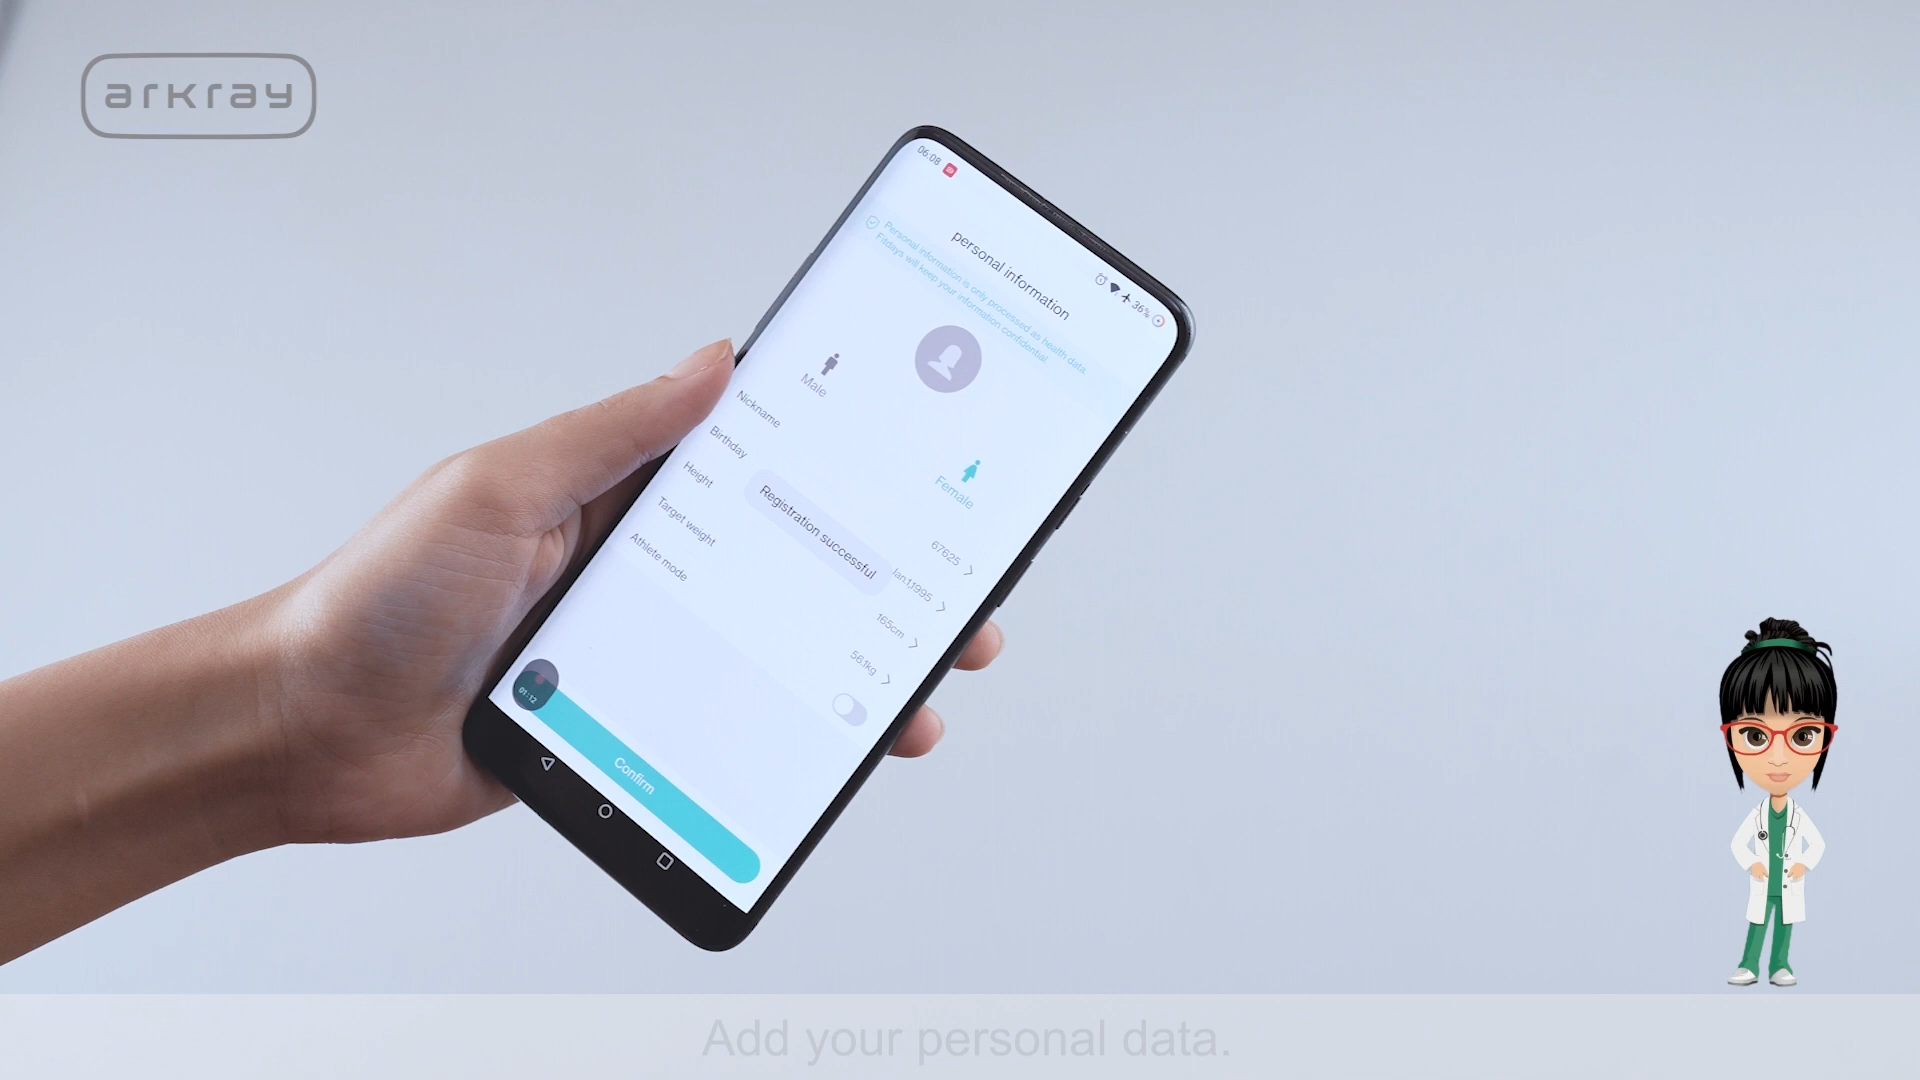 arkray
06:08
36%
personal information
Personal information is only processed as health data.
Fitdays will keep your information confidential.
Male
Female
Nickname
67625
Birthday
Jan.1,1995
Height
165cm
Target weight
56.1kg
Athlete mode
Registration successful
01:12
Confirm
Add your personal data.